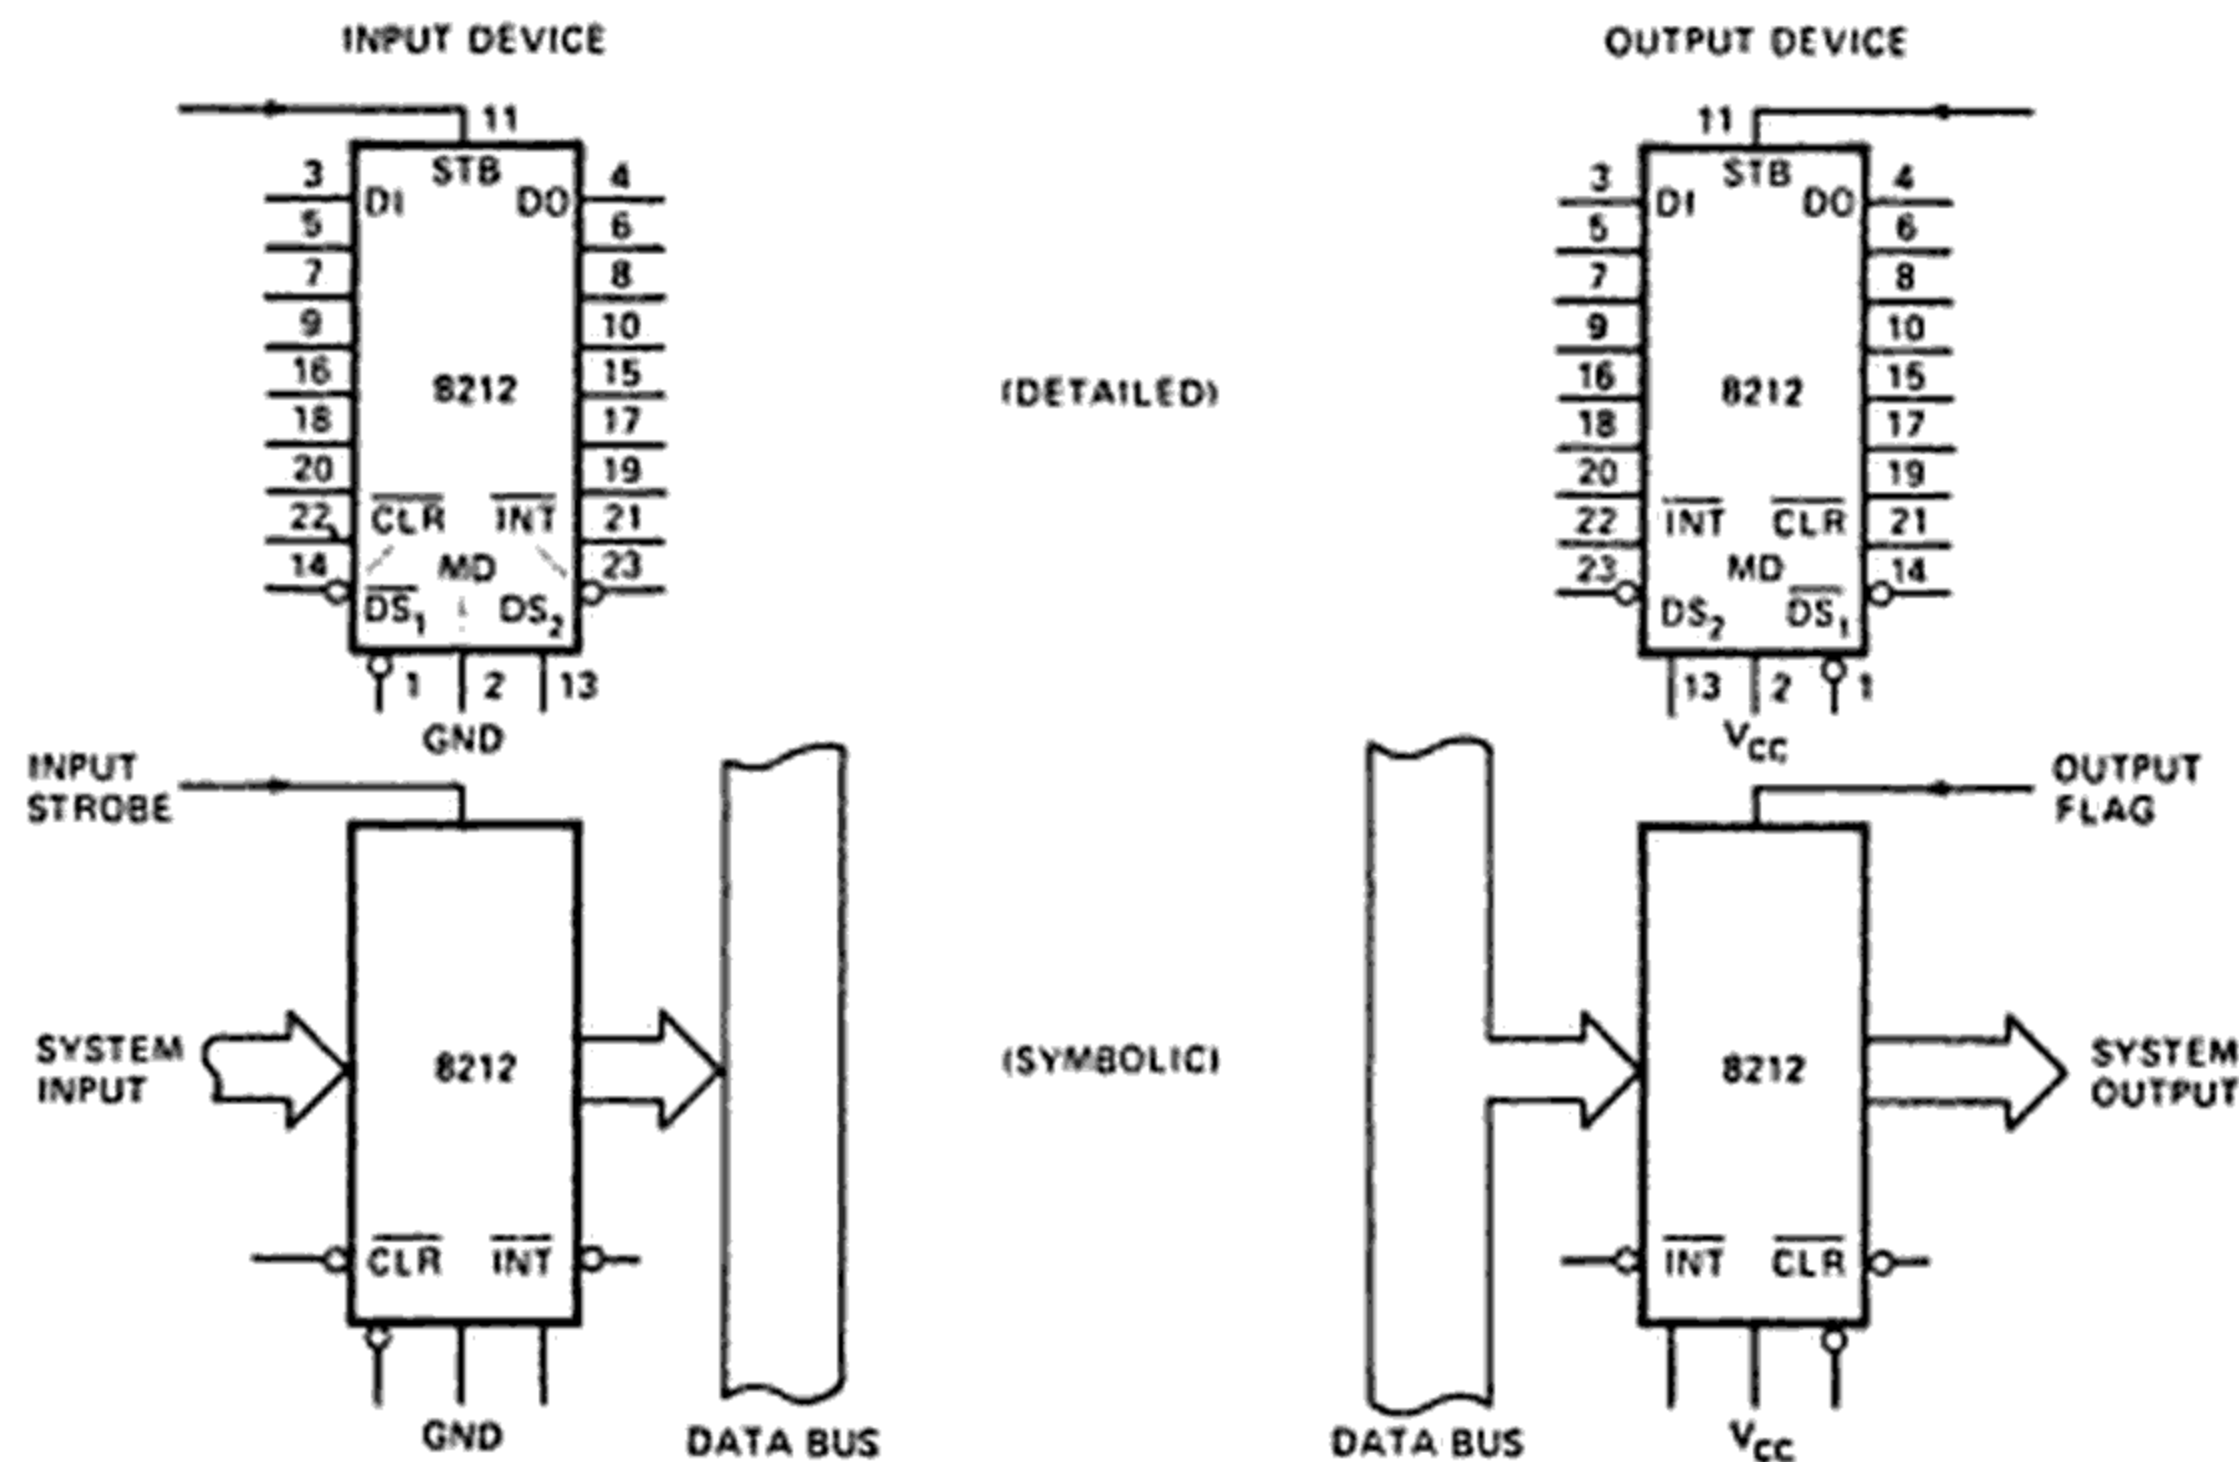 INPUT DEVICE
OUTPUT DEVICE
11
11
STB
STB
3 DI DO 4
3 DI DO 4
5 6
5 6
7 8
7 8
9 10
9 10
16 8212 15
(DETAILED)
16 8212 15
18 17
18 17
20 19
20 19
22 CLR INT 21
22 INT CLR 21
14 MD 23
23 MD 14
DS1 DS2
DS2 DS1
1 2 13
13 2 1
GND
VCC
INPUT
STROBE
OUTPUT
FLAG
SYSTEM
INPUT
8212
(SYMBOLIC)
8212
SYSTEM
OUTPUT
CLR INT
INT CLR
GND
DATA BUS
DATA BUS
VCC